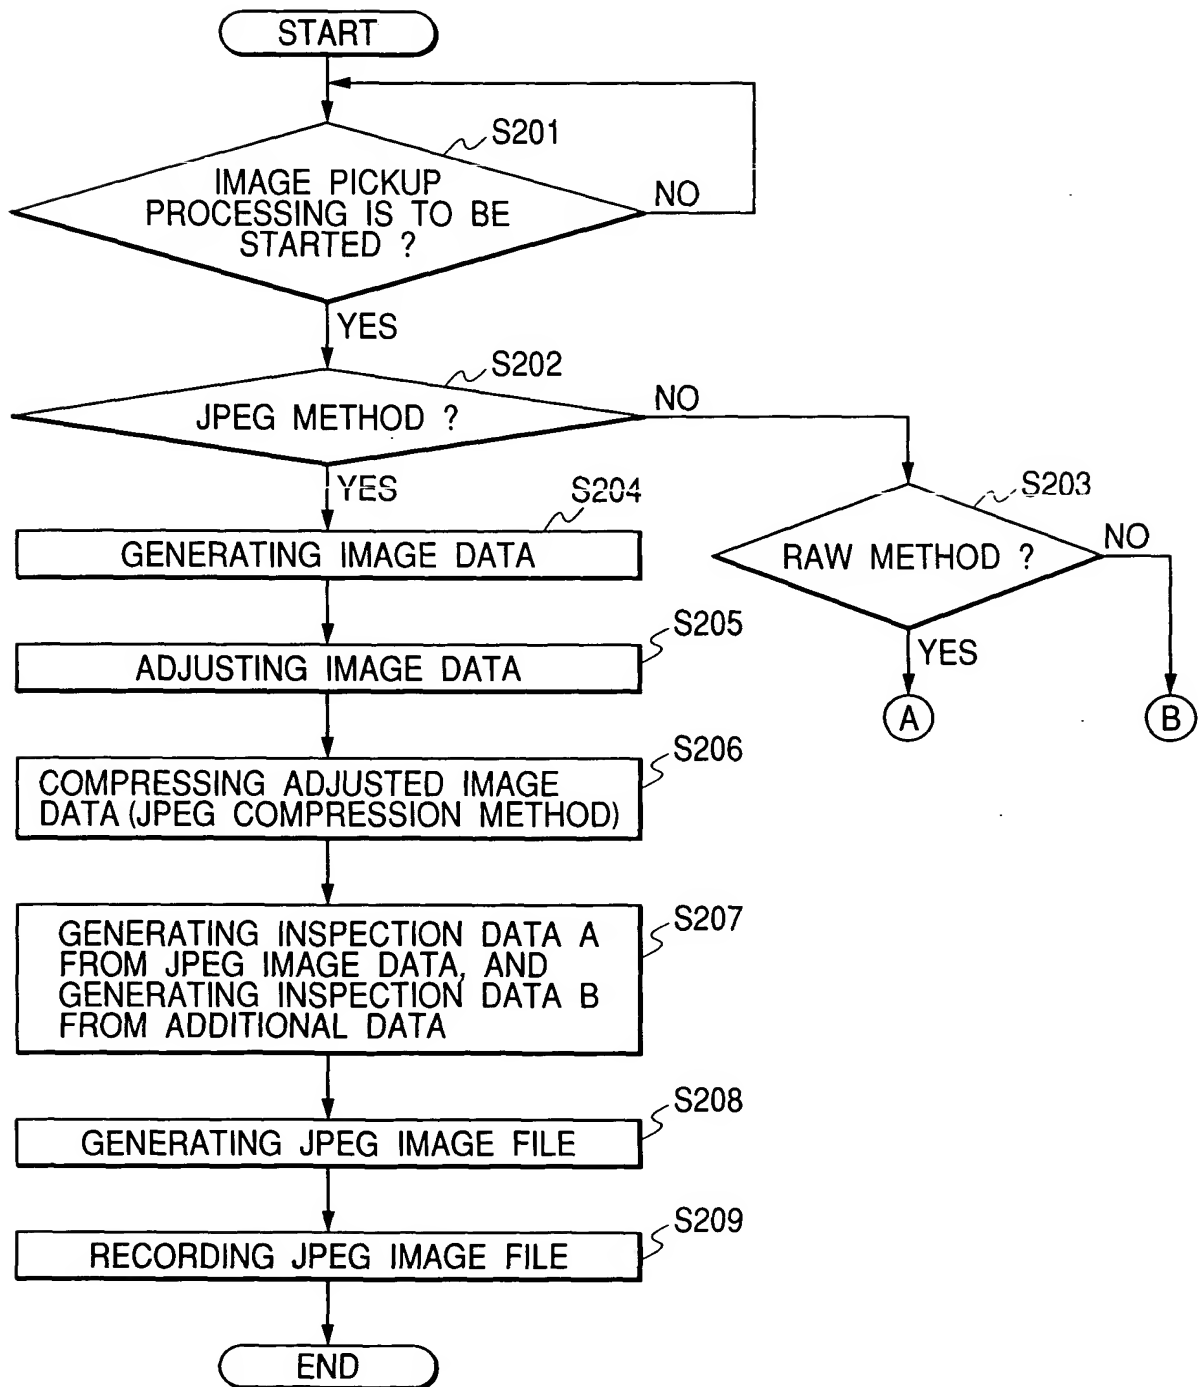 START
S201
IMAGE PICKUP
PROCESSING IS TO BE
STARTED ?
NO
YES
S202
JPEG METHOD ?
NO
YES
S203
RAW METHOD ?
NO
YES
A
B
S204
GENERATING IMAGE DATA
S205
ADJUSTING IMAGE DATA
S206
COMPRESSING ADJUSTED IMAGE
DATA (JPEG COMPRESSION METHOD)
S207
GENERATING INSPECTION DATA A
FROM JPEG IMAGE DATA, AND
GENERATING INSPECTION DATA B
FROM ADDITIONAL DATA
S208
GENERATING JPEG IMAGE FILE
S209
RECORDING JPEG IMAGE FILE
END